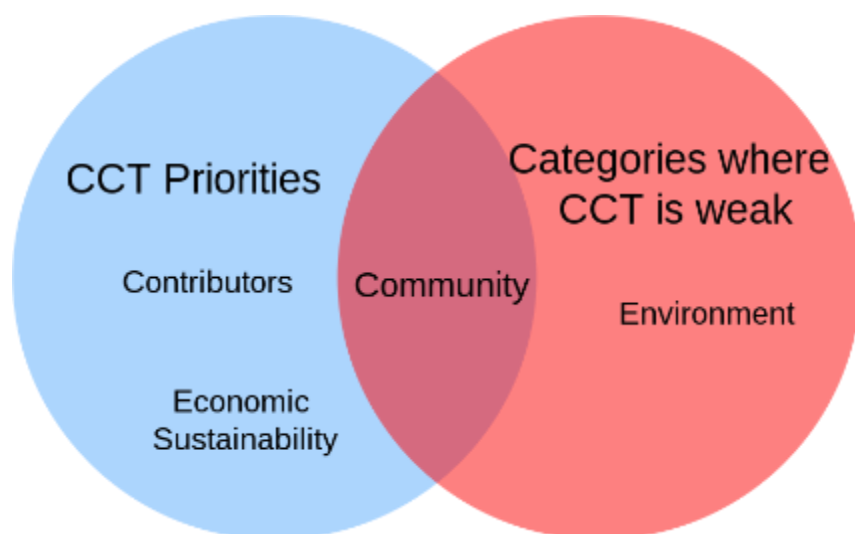 CCT Priorities
Contributors
Economic
Sustainability
Community
Categories where
CCT is weak
Environment